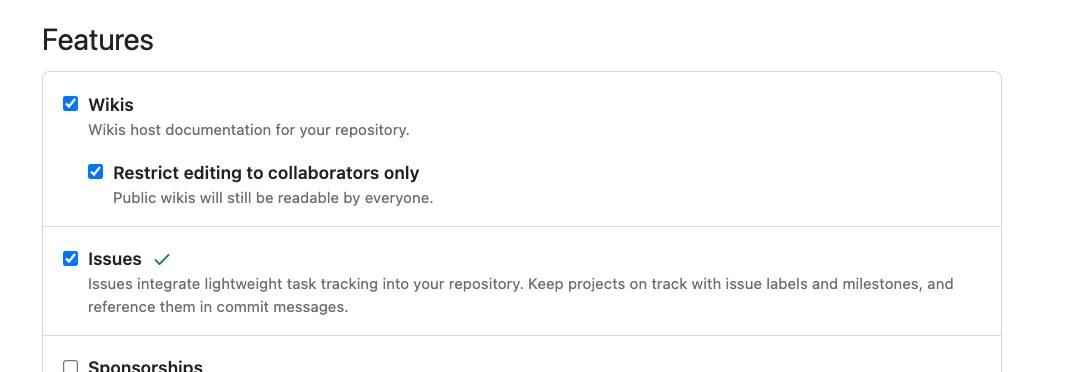 Features
Wikis
Wikis host documentation for your repository.
Restrict editing to collaborators only
Public wikis will still be readable by everyone.
Issues
Issues integrate lightweight task tracking into your repository. Keep projects on track with issue labels and milestones, and
reference them in commit messages.
Sponsorships